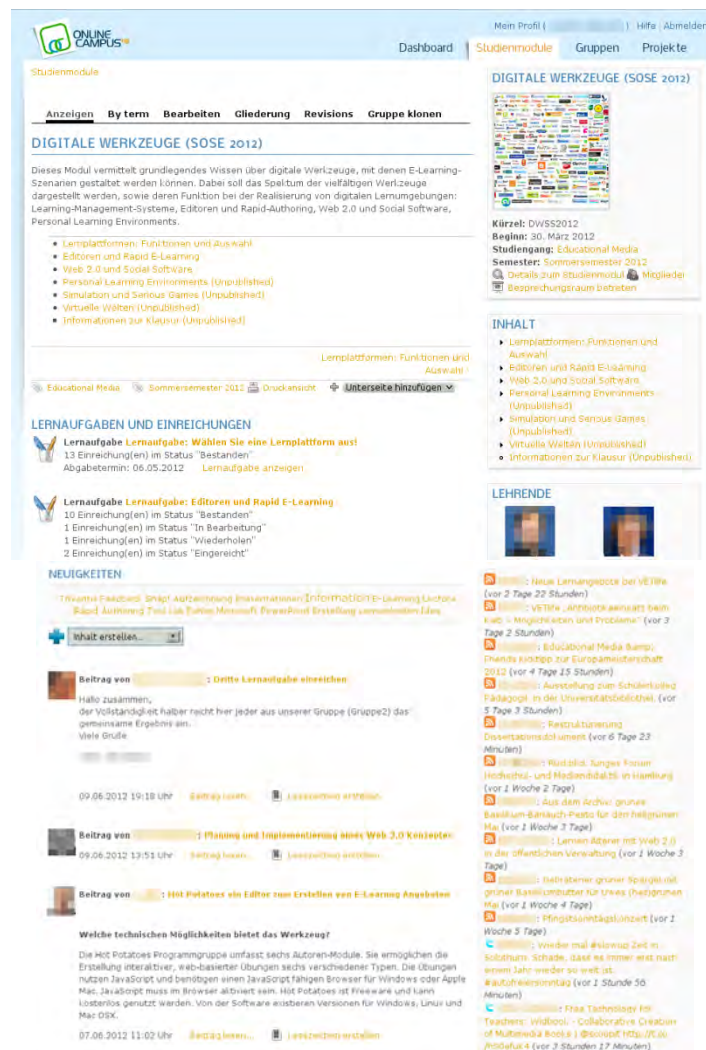 ONLINE
CAMPUS
Mein Profil ( ) Hilfe Abmelden
Dashboard Studienmodule Gruppen Projekte
Studienmodule
Anzeigen By term Bearbeiten Gliederung Revisions Gruppe klonen
DIGITALE WERKZEUGE (SOSE 2012)
Dieses Modul vermittelt grundlegendes Wissen über digitale Werkzeuge, mit denen E-Learning-
Szenarien gestaltet werden können. Dabei soll das Spektum der vielfältigen Werkzeuge
dargestellt werden, sowie deren Funktion bei der Realisierung von digitalen Lernumgebungen:
Learning-Management-Systeme, Editoren und Rapid-Authoring, Web 2.0 und Social Software,
Personal Learning Environments.
Lernplattformen: Funktionen und Auswahl
Editoren und Rapid E-Learning
Web 2.0 und Social Software
Personal Learning Environments (Unpublished)
Simulation und Serious Games (Unpublished)
Virtuelle Welten (Unpublished)
Informationen zur Klausur (Unpublished)
Lernplattformen: Funktionen und
Auswahl
Educational Media Sommersemester 2012 Druckansicht Unterseite hinzufügen
LERNAUFGABEN UND EINREICHUNGEN
Lernaufgabe Lernaufgabe: Wählen Sie eine Lernplattform aus!
13 Einreichung(en) im Status "Bestanden"
Abgabetermin: 06.05.2012 Lernaufgabe anzeigen
Lernaufgabe Lernaufgabe: Editoren und Rapid E-Learning
10 Einreichung(en) im Status "Bestanden"
1 Einreichung(en) im Status "In Bearbeitung"
1 Einreichung(en) im Status "Wiederholen"
2 Einreichung(en) im Status "Eingereicht"
DIGITALE WERKZEUGE (SOSE 2012)
Kürzel: DWSS2012
Beginn: 30. März 2012
Studiengang: Educational Media
Semester: Sommersemester 2012
Details zum Studienmodul Mitglieder
Besprechungsraum betreten
INHALT
Lernplattformen: Funktionen und
Auswahl
Editoren und Rapid E-Learning
Web 2.0 und Social Software
Personal Learning Environments
(Unpublished)
Simulation und Serious Games
(Unpublished)
Virtuelle Welten (Unpublished)
Informationen zur Klausur (Unpublished)
LEHRENDE
NEUIGKEITEN
Feedback Snapz Aufzeichnung Präsentationen Information E-Learning Lectora
Rapid Authoring Tool Microsoft PowerPoint Erstellung Lerneinheiten Idee
Inhalt erstellen...
Beitrag von : Dritte Lernaufgabe einreichen
Hallo zusammen,
der Vollständigkeit halber reicht hier jeder aus unserer Gruppe (Gruppe2) das
gemeinsame Ergebnis ein.
Viele Grüße
09.06.2012 19:18 Uhr Beitrag lesen... Lesezeichen erstellen
Beitrag von : Planung und Implementierung eines Web 3.0 Konzeptes
09.06.2012 13:51 Uhr Beitrag lesen... Lesezeichen erstellen
Beitrag von : Hot Potatoes ein Editor zum Erstellen von E-Learning Angeboten
Welche technischen Möglichkeiten bietet das Werkzeug?
Die Hot Potatoes Programmgruppe umfasst sechs Autoren-Module. Sie ermöglichen die
Erstellung interaktiver, web-basierter Übungen sechs verschiedener Typen. Die Übungen
nutzen JavaScript und benötigen einen JavaScript fähigen Browser für Windows oder Apple
Mac. JavaScript muss im Browser aktiviert sein. Hot Potatoes ist Freeware und kann
kostenlos genutzt werden. Von der Software existieren Versionen für Windows, Linux und
Mac OSX.
07.06.2012 11:02 Uhr Beitrag lesen... Lesezeichen erstellen
: Neue Lernangebote bei VETlife
(vor 2 Tage 22 Stunden)
: VETlife „Antibiotikaeinsatz beim
Kalb - Möglichkeiten und Probleme" (vor 3
Tage 2 Stunden)
: Educational Media &amp;
Friends Kicktipp zur Europameisterschaft
2012 (vor 4 Tage 15 Stunden)
: Ausstellung zum Schülerkolleg
Pädagogik in der Universitätsbibliothek (vor
5 Tage 3 Stunden)
: Restrukturierung
Dissertationsdokument (vor 6 Tage 23
Minuten)
: Junges Forum
Hochschul- und Mediendidaktik in Hamburg
(vor 1 Woche 2 Tage)
: Aus dem Archiv: grünes
Basilikum-Bärlauch-Pesto für den hellgrünen
Mai (vor 1 Woche 3 Tage)
: Lernen Älterer mit Web 2.0
in der öffentlichen Verwaltung (vor 1 Woche 3
Tage)
: grüner Spargel mit
grüner Basilikumbutter für (hell)grünen
Mai (vor 1 Woche 4 Tage)
: Pfingstsonntagskonzert (vor 1
Woche 5 Tage)
: Wieder mal #slowup Zeit in
Solothurn. Schade, dass es immer erst nach
einem Jahr wieder so weit ist.
#autofreiersonntag (vor 1 Stunde 56
Minuten)
: Free Technology for
Teachers: Widbook - Collaborative Creation
of Multimedia Books | @scoopit
(vor 3 Stunden 17 Minuten)